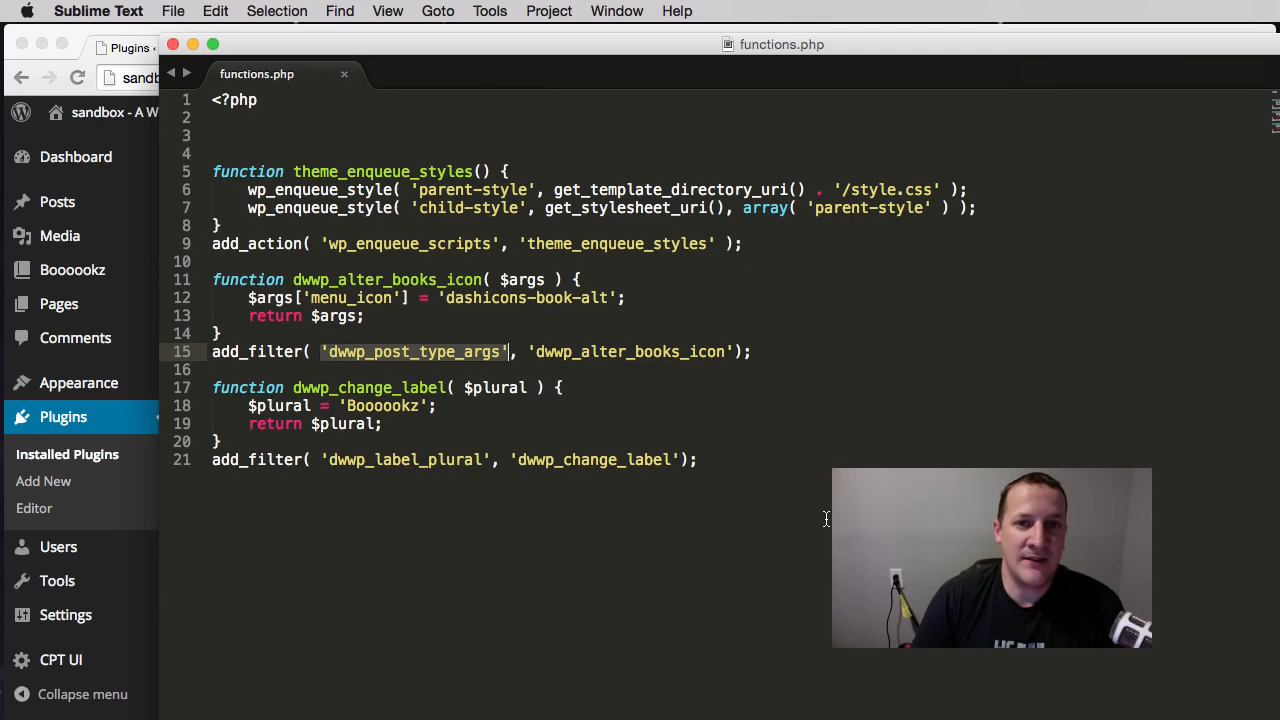 Sublime Text File Edit Selection Find View Goto Tools Project Window Help
Plugins ‹
functions.php
functions.php ×
sandb
sandbox - A W
Dashboard
Posts
Media
Boooookz
Pages
Comments
Appearance
Plugins
Installed Plugins
Add New
Editor
Users
Tools
Settings
CPT UI
Collapse menu
1 <?php
2
3
4
5 function theme_enqueue_styles() {
6 wp_enqueue_style( 'parent-style', get_template_directory_uri() . '/style.css' );
7 wp_enqueue_style( 'child-style', get_stylesheet_uri(), array( 'parent-style' ) );
8 }
9 add_action( 'wp_enqueue_scripts', 'theme_enqueue_styles' );
10
11 function dwwp_alter_books_icon( $args ) {
12 $args['menu_icon'] = 'dashicons-book-alt';
13 return $args;
14 }
15 add_filter( 'dwwp_post_type_args', 'dwwp_alter_books_icon');
16
17 function dwwp_change_label( $plural ) {
18 $plural = 'Boooookz';
19 return $plural;
20 }
21 add_filter( 'dwwp_label_plural', 'dwwp_change_label');